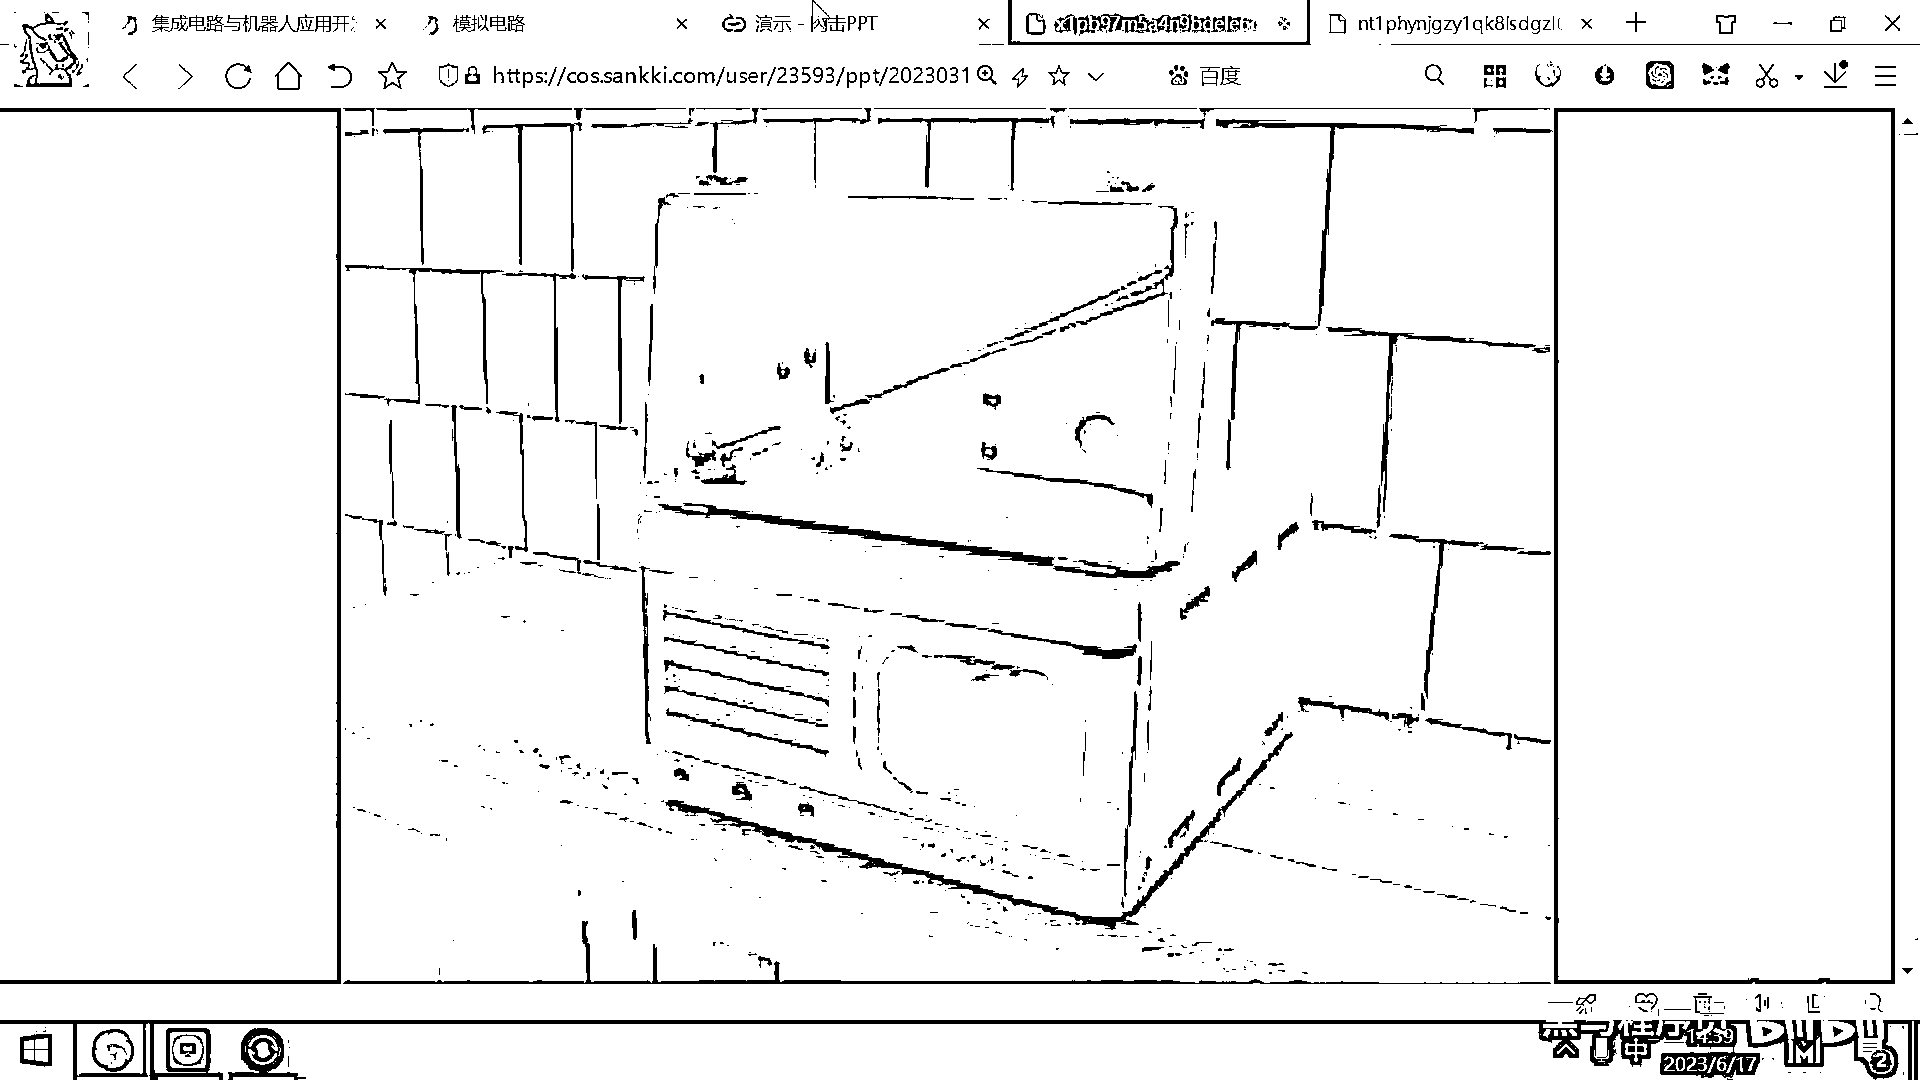 集成电路与机器人应用开
模拟电路
演示 - 内击PPT
nt1phynjgzy1qk8lsdgzl
https://cos.sankki.com/user/23593/ppt/2023031
百度
中
14:39
2023/6/17
2